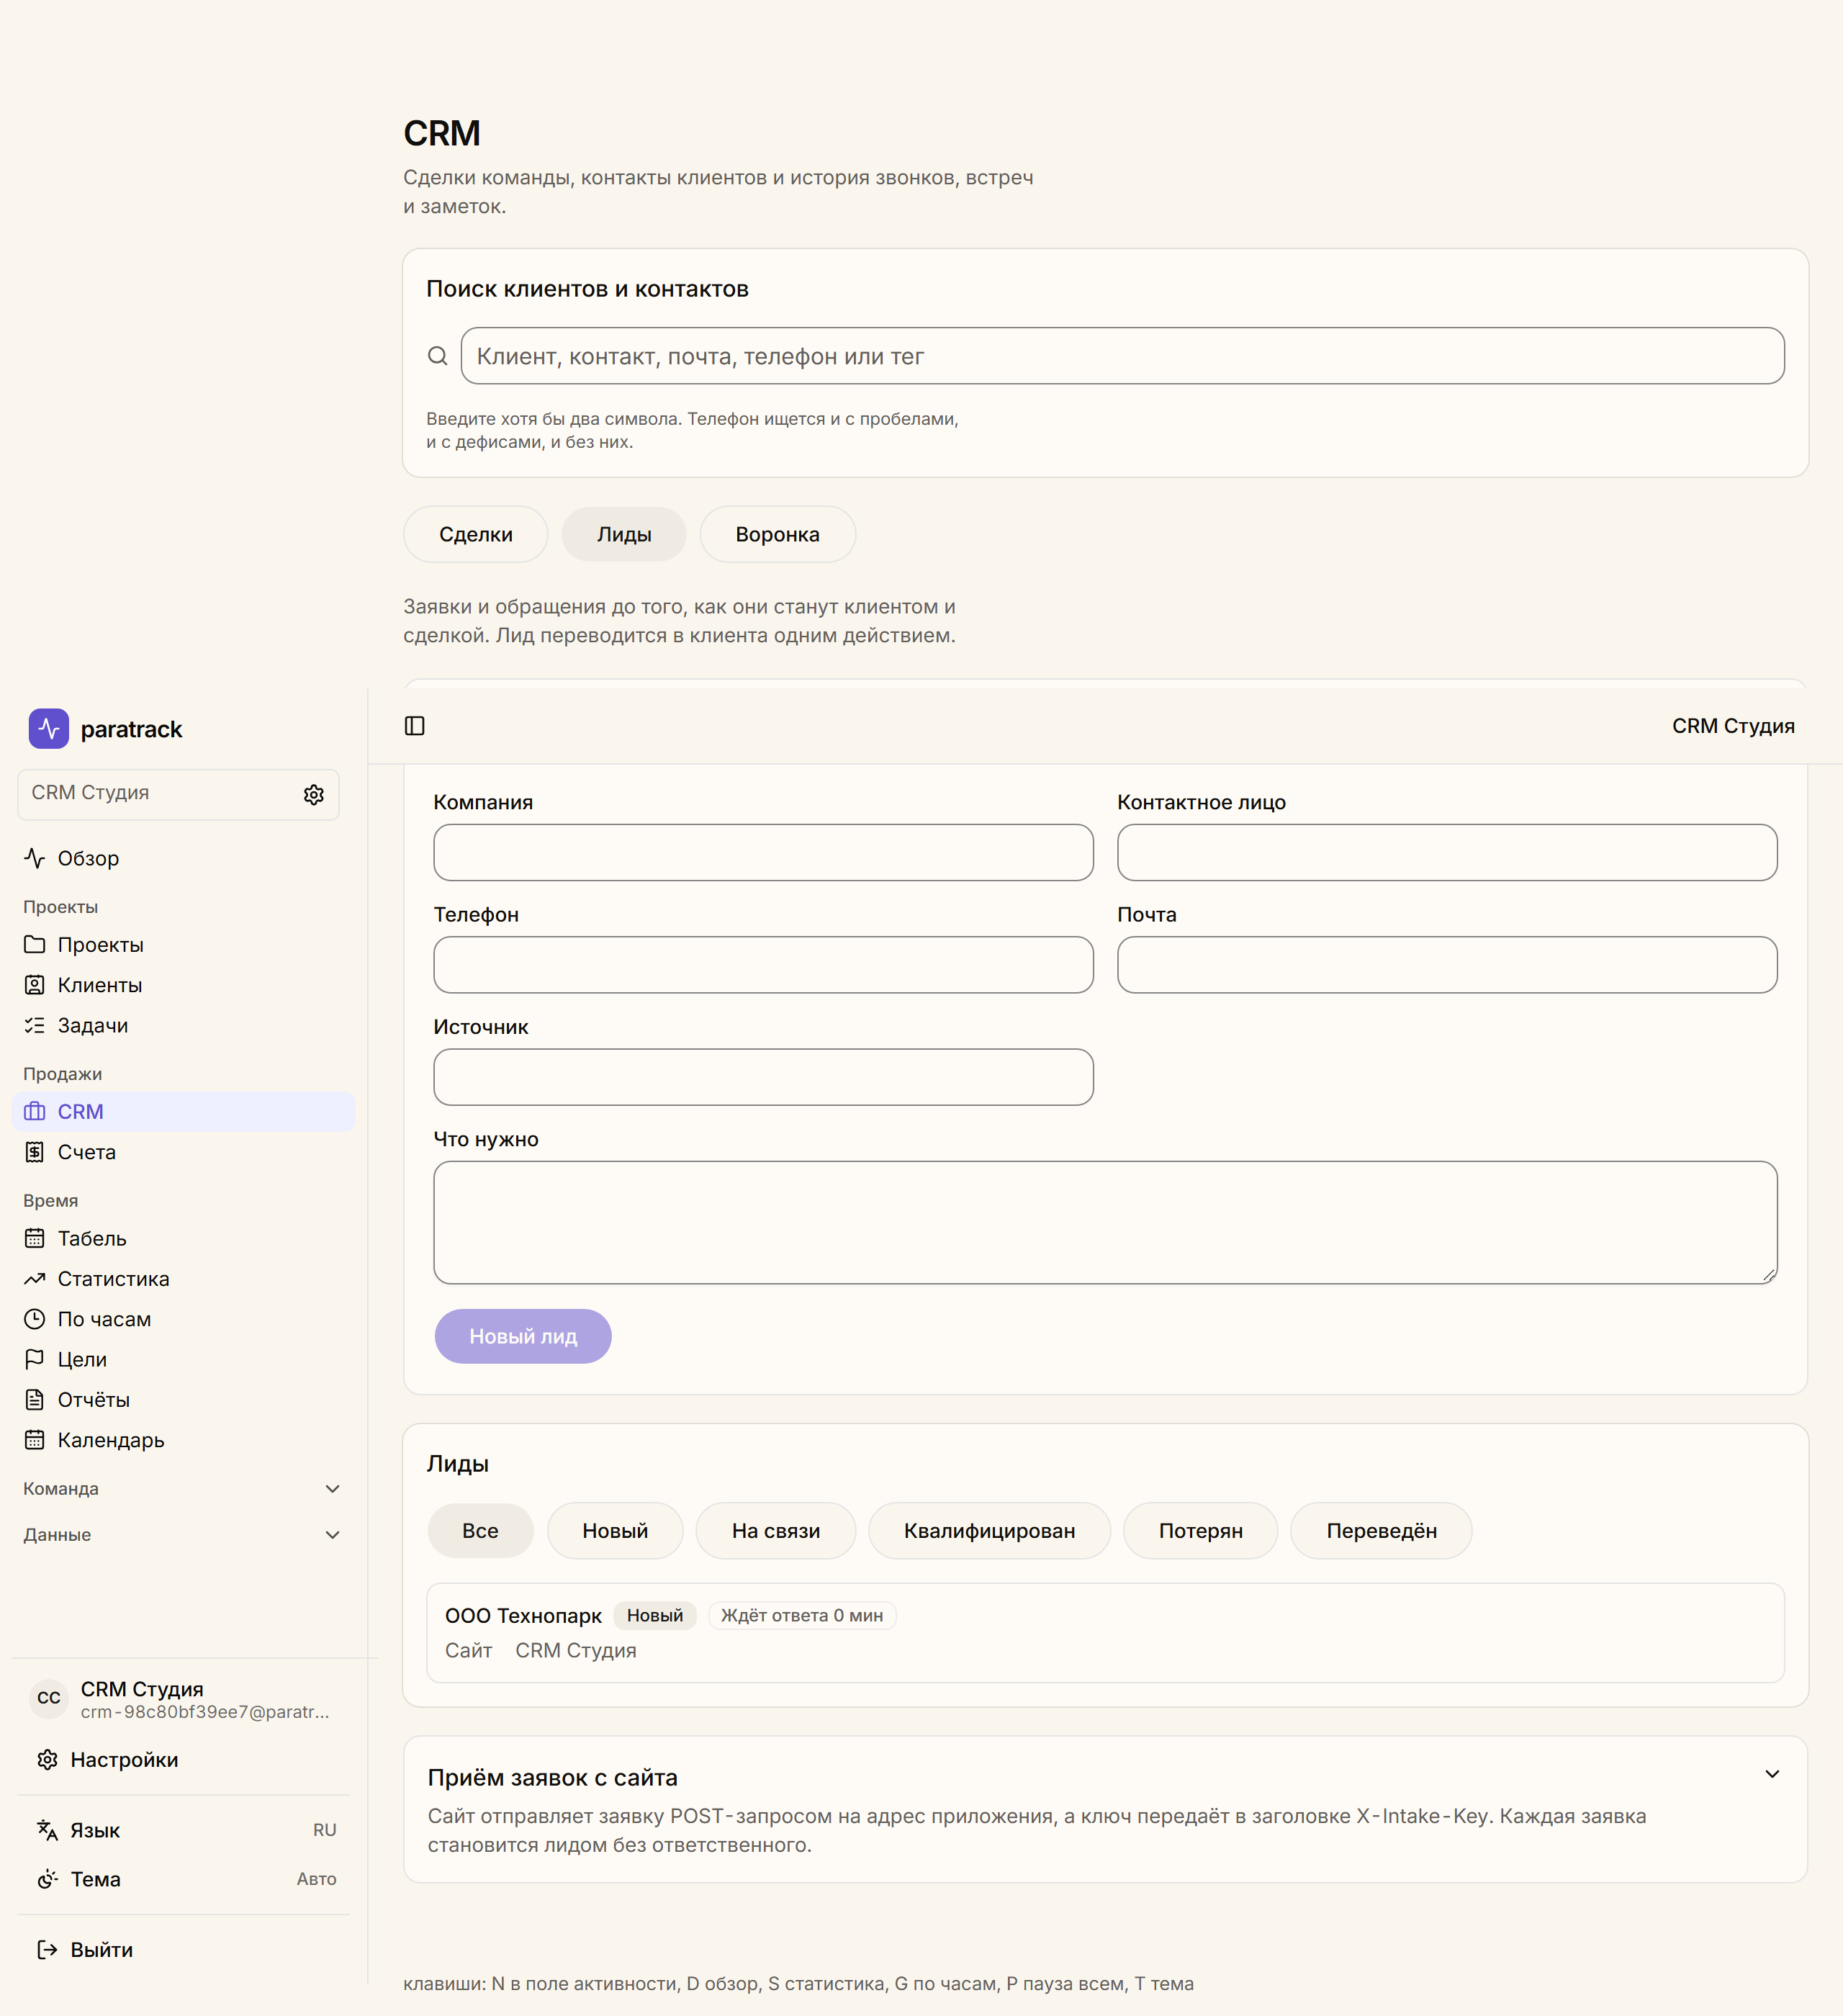 CRM
Сделки команды, контакты клиентов и история звонков, встреч
и заметок.
Поиск клиентов и контактов
Клиент, контакт, почта, телефон или тег
Введите хотя бы два символа. Телефон ищется и с пробелами,
и с дефисами, и без них.
Сделки
Лиды
Воронка
Заявки и обращения до того, как они станут клиентом и
сделкой. Лид переводится в клиента одним действием.
paratrack
CRM Студия
Обзор
Проекты
Проекты
Клиенты
Задачи
Продажи
CRM
Счета
Время
Табель
Статистика
По часам
Цели
Отчёты
Календарь
Команда
Данные
CC
CRM Студия
crm-98c80bf39ee7@paratr...
Настройки
Язык RU
Тема Авто
Выйти
CRM Студия
Компания
Контактное лицо
Телефон
Почта
Источник
Что нужно
Новый лид
Лиды
Все
Новый
На связи
Квалифицирован
Потерян
Переведён
ООО Технопарк Новый Ждёт ответа 0 мин
Сайт CRM Студия
Приём заявок с сайта
Сайт отправляет заявку POST-запросом на адрес приложения, а ключ передаёт в заголовке X-Intake-Key. Каждая заявка
становится лидом без ответственного.
клавиши: N в поле активности, D обзор, S статистика, G по часам, P пауза всем, T тема